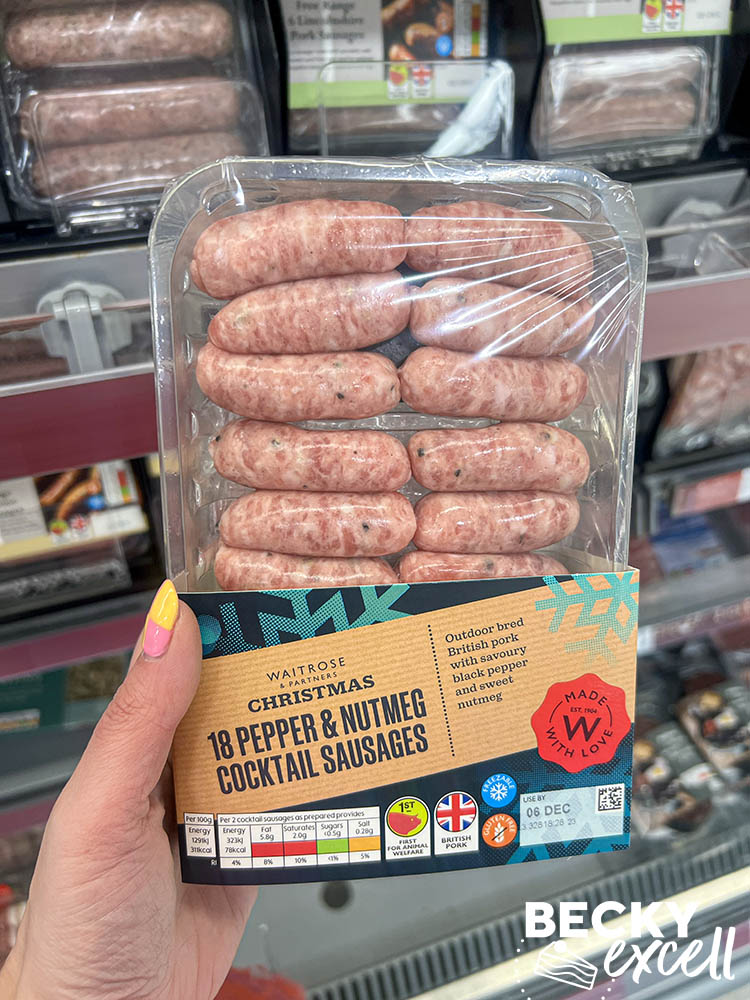 Free Range
6 Lincolnshire
Pork Sausages
WAITROSE
& PARTNERS
CHRISTMAS
18 PEPPER & NUTMEG
COCKTAIL SAUSAGES
Outdoor bred
British pork
with savoury
black pepper
and sweet
nutmeg
MADE
EST. 1904
W
WITH LOVE
Per 100g
Energy
1291kJ
311kcal
Per 2 cocktail sausages as prepared provides
Energy Fat Saturates Sugars Salt
323kJ 5.8g 2.0g <0.5g 0.28g
78kcal
RI 4% 8% 10% <1% 5%
1ST
FIRST
FOR ANIMAL
WELFARE
BRITISH
PORK
FREEZABLE
GLUTEN FREE
USE BY
06 DEC
BECKY
excell